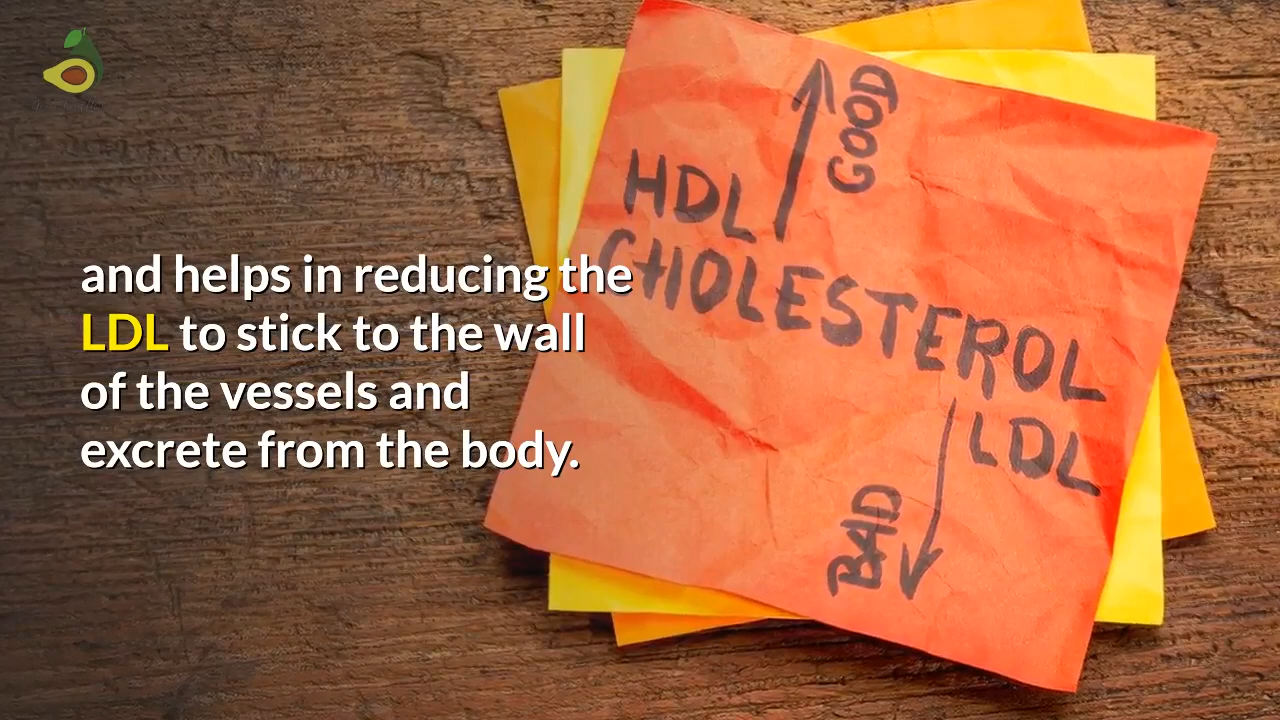 and helps in reducing the
LDL to stick to the wall
of the vessels and
excrete from the body.
GOOD
HDL
CHOLESTEROL
LDL
BAD